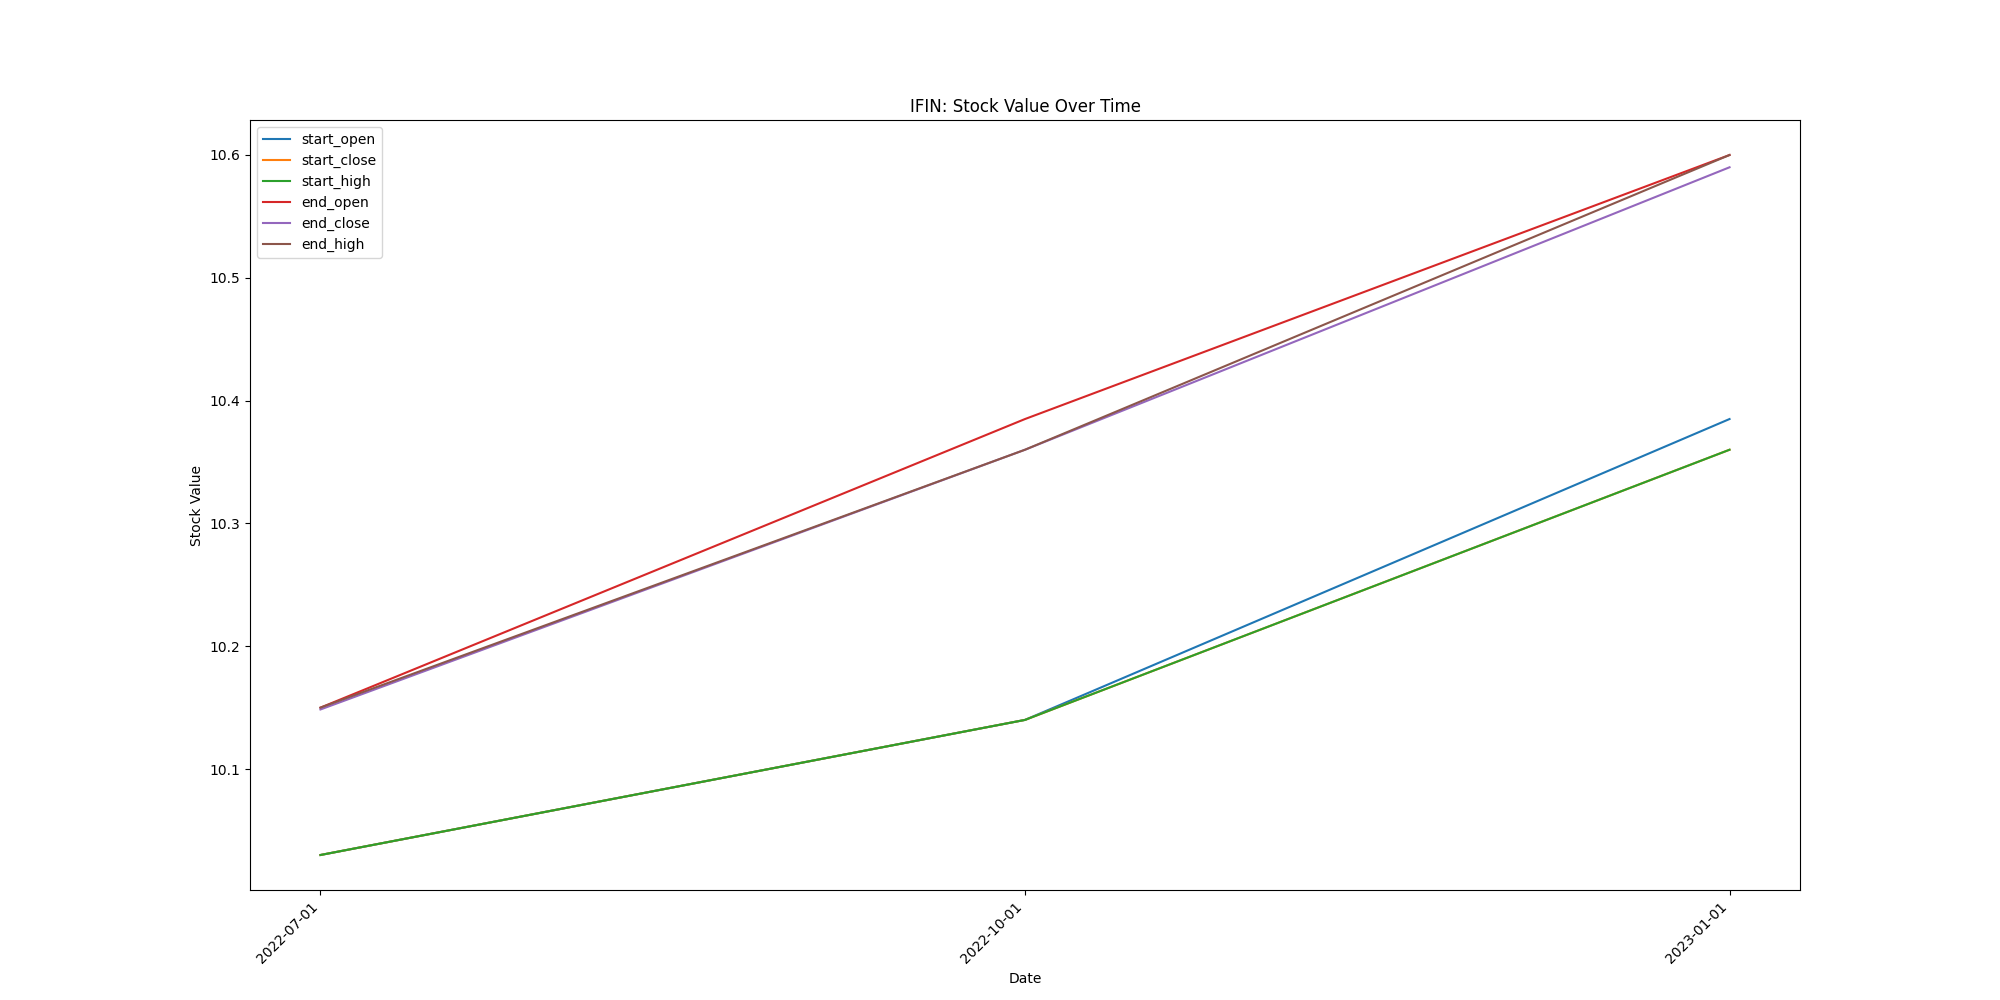 IFIN: Stock Value Over Time
start_open
start_close
start_high
end_open
end_close
end_high
10.6
10.5
10.4
10.3
10.2
10.1
Stock Value
2022-07-01
2022-10-01
2023-01-01
Date